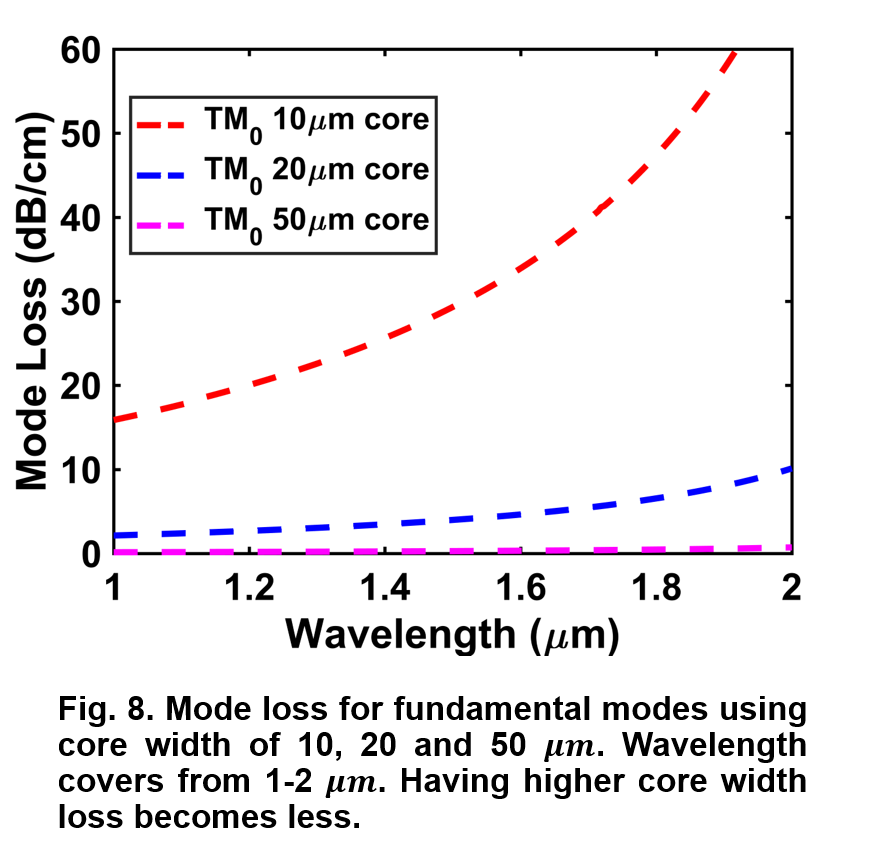 60
50
40
30
20
10
0
Mode Loss (dB/cm)
TM0 10μm core
TM0 20μm core
TM0 50μm core
1 1.2 1.4 1.6 1.8 2
Wavelength (μm)
Fig. 8. Mode loss for fundamental modes using
core width of 10, 20 and 50 μm. Wavelength
covers from 1-2 μm. Having higher core width
loss becomes less.